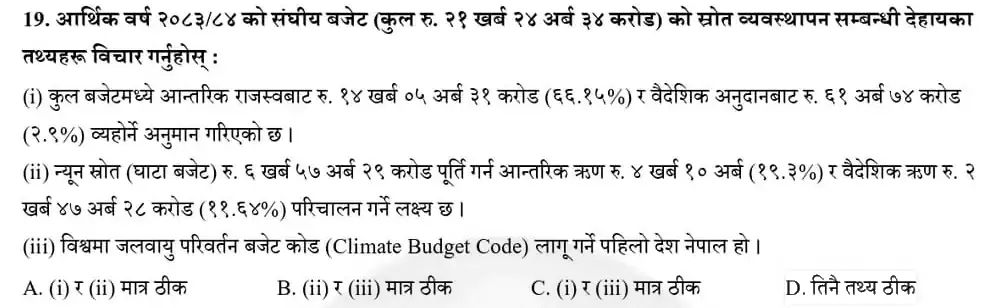 19. आर्थिक वर्ष २०८३/८४ को संघीय बजेट (कुल रु. २१ खर्ब २४ अर्ब ३४ करोड) को स्रोत व्यवस्थापन सम्बन्धी देहायका
तथ्यहरू विचार गर्नुहोस् :
(i) कुल बजेटमध्ये आन्तरिक राजस्वबाट रु. १४ खर्ब ०५ अर्ब ३१ करोड (६६.१५%) र वैदेशिक अनुदानबाट रु. ६१ अर्ब ७४ करोड
(२.९%) व्यहोर्ने अनुमान गरिएको छ ।
(ii) न्यून स्रोत (घाटा बजेट) रु. ६ खर्ब ५७ अर्ब २९ करोड पूर्ति गर्न आन्तरिक ऋण रु. ४ खर्ब १० अर्ब (१९.३%) र वैदेशिक ऋण रु. २
खर्ब ४७ अर्ब २८ करोड (११.६४%) परिचालन गर्ने लक्ष्य छ ।
(iii) विश्वमा जलवायु परिवर्तन बजेट कोड (Climate Budget Code) लागू गर्ने पहिलो देश नेपाल हो ।
A. (i) र (ii) मात्र ठीक B. (ii) र (iii) मात्र ठीक C. (i) र (iii) मात्र ठीक D. तिनै तथ्य ठीक